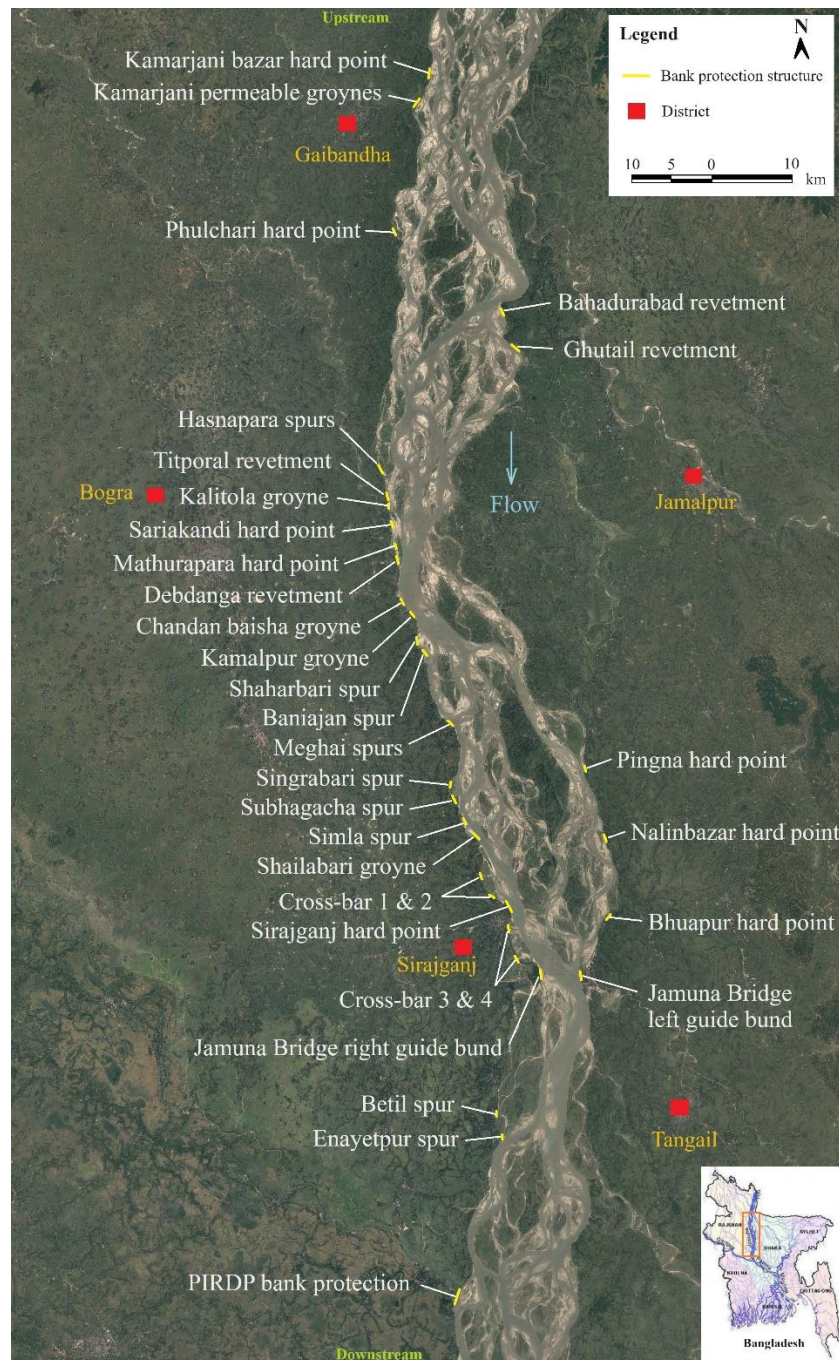 Upstream
Legend
N
Bank protection structure
District
10 5 0 10
km
Kamarjani bazar hard point
Kamarjani permeable groynes
Gaibandha
Phulchari hard point
Bahadurabad revetment
Ghutail revetment
Hasnapara spurs
Titporal revetment
Bogra
Kalitola groyne
Jamalpur
Flow
Sariakandi hard point
Mathurapara hard point
Debdanga revetment
Chandan baisha groyne
Kamalpur groyne
Shaharbari spur
Baniajan spur
Meghai spurs
Pingna hard point
Singrabari spur
Subhagacha spur
Simla spur
Nalinbazar hard point
Shailabari groyne
Cross-bar 1 & 2
Bhuapur hard point
Sirajganj hard point
Sirajganj
Cross-bar 3 & 4
Jamuna Bridge
left guide bund
Jamuna Bridge right guide bund
Betil spur
Tangail
Enayetpur spur
PIRDP bank protection
SYLHET
DHAKA
KHULNA
CHITTAGONG
Bangladesh
Downstream